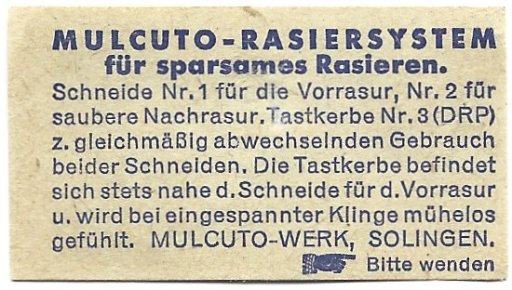 MULCUTO-RASIERSYSTEM
für sparsames Rasieren.
Schneide Nr. 1 für die Vorrasur, Nr. 2 für
saubere Nachrasur. Tastkerbe Nr. 3 (DRP)
z. gleichmäßig abwechselnden Gebrauch
beider Schneiden. Die Tastkerbe befindet
sich stets nahe d. Schneide für d. Vorrasur
u. wird bei eingespannter Klinge mühelos
gefühlt. MULCUTO-WERK, SOLINGEN.
Bitte wenden